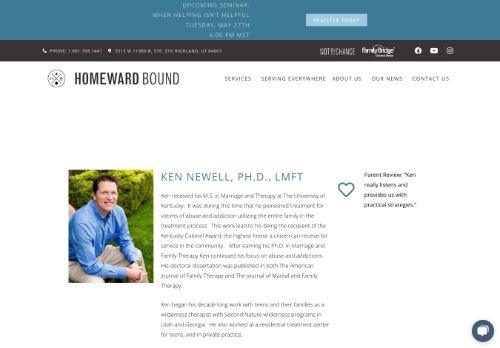 UPCOMING SEMINAR:
WHEN HELPING ISN'T HELPFUL
TUESDAY, MAY 27TH
6:00 PM MST
REGISTER TODAY
PHONE: 1.801.768.1441
5513 W 11000 N, STE. 316 HIGHLAND, UT 84003
NOT BY CHANCE
FamilyBridge
HOMEWARD BOUND
SERVICES SERVING EVERYWHERE ABOUT US OUR NEWS CONTACT US
KEN NEWELL, PH.D., LMFT
Ken received his M.S. in Marriage and Therapy at The University of
Kentucky. It was during this time that he pioneered treatment for
victims of abuse and addiction utilizing the entire family in the
treatment process. This work lead to his being the recipient of the
Kentucky Colonel Award, the highest honor a citizen can receive for
service in the community. After earning his Ph.D. in Marriage and
Family Therapy Ken continued his focus on abuse and addictions.
His doctoral dissertation was published in both The American
Journal of Family Therapy and The Journal of Marital and Family
Therapy.
Ken began his decade long work with teens and their families as a
wilderness therapist with Second Nature wilderness programs in
Utah and Georgia. He also worked at a residential treatment center
for teens, and in private practice.
Parent Review: "Ken
really listens and
provides us with
practical strategies."